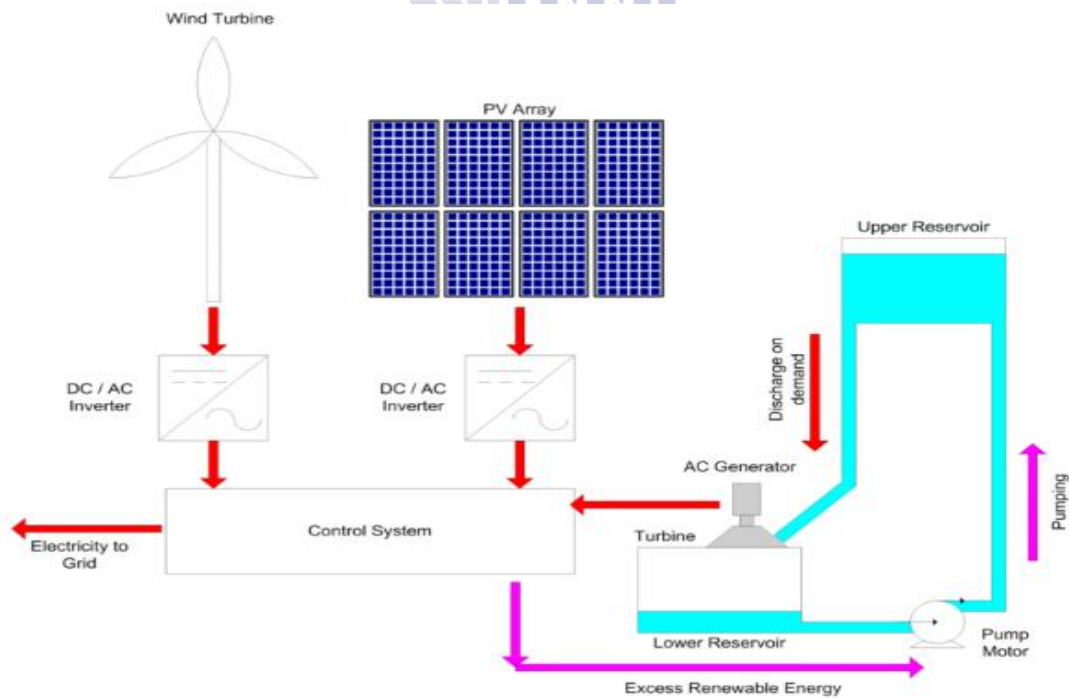 Wind Turbine
PV Array
Upper Reservoir
DC / AC
Inverter
DC / AC
Inverter
Discharge on
demand
AC Generator
Pumping
Control System
Electricity to
Grid
Turbine
Lower Reservoir
Pump
Motor
Excess Renewable Energy